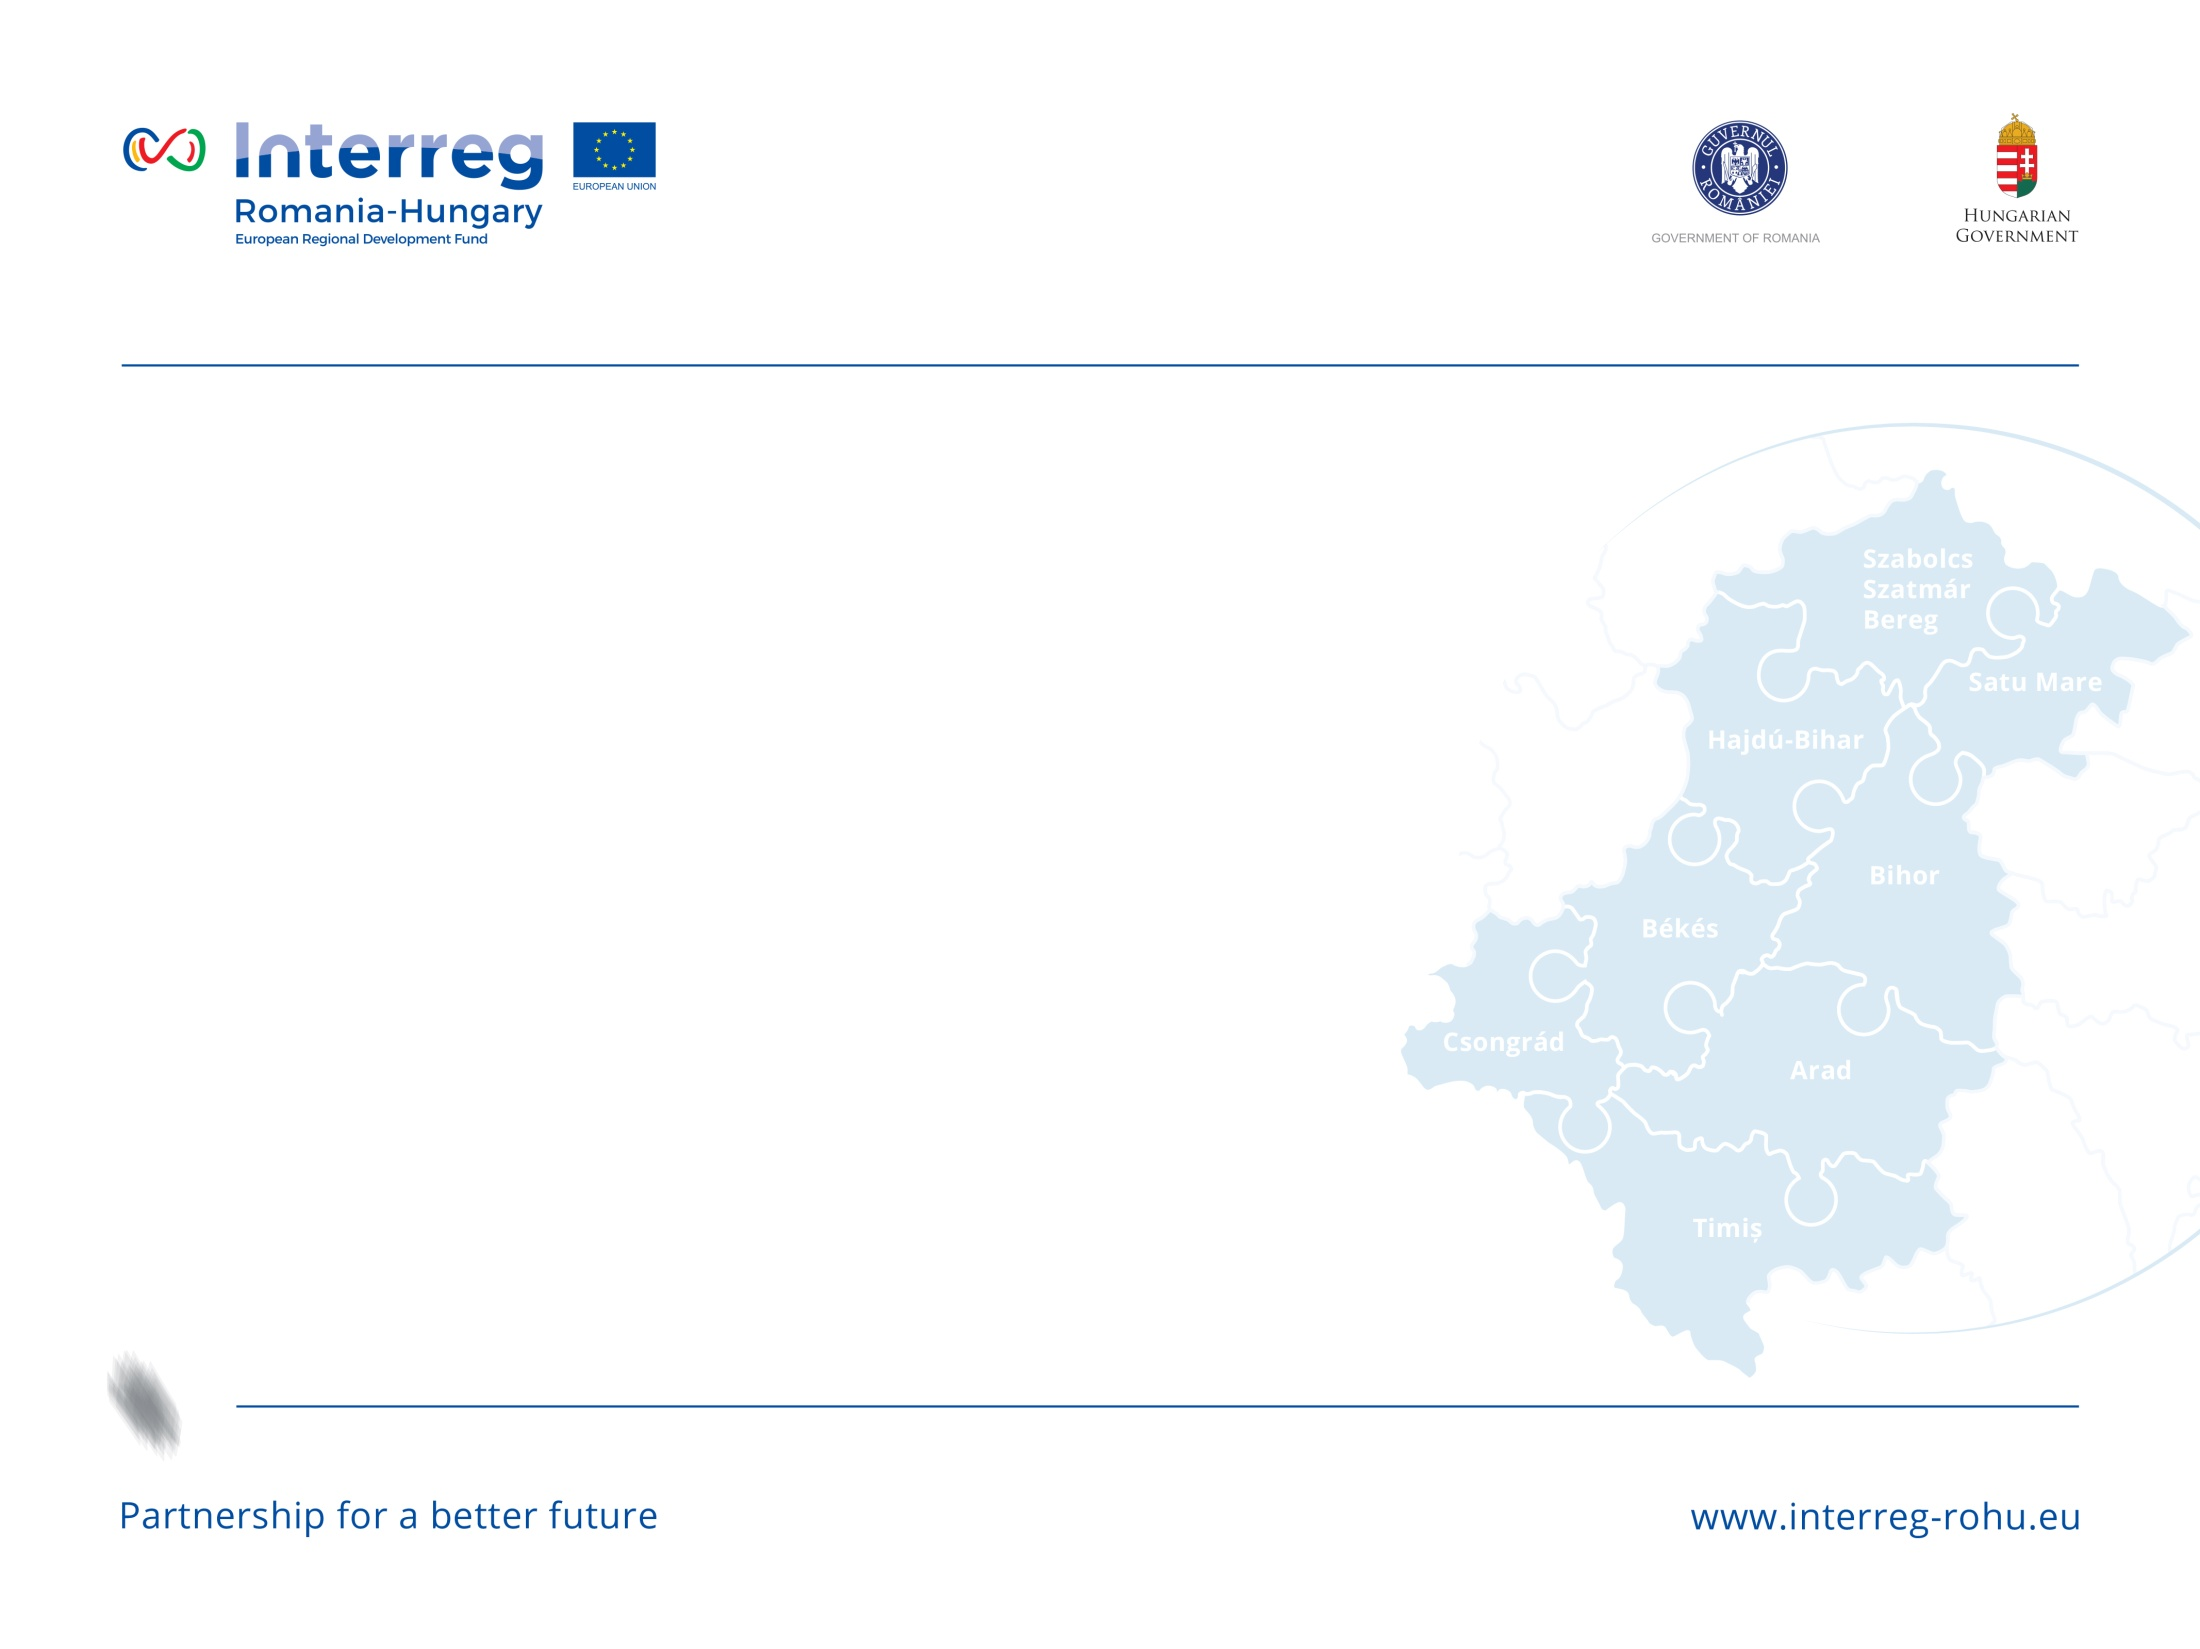 Interreg
Romania-Hungary
European Regional Development Fund
EUROPEAN UNION
GUVERNUL
ROMÂNIEI
GOVERNMENT OF ROMANIA
HUNGARIAN
GOVERNMENT
Szabolcs
Szatmár
Bereg
Satu Mare
Hajdú-Bihar
Bihor
Békés
Csongrád
Arad
Timiș
Partnership for a better future
www.interreg-rohu.eu